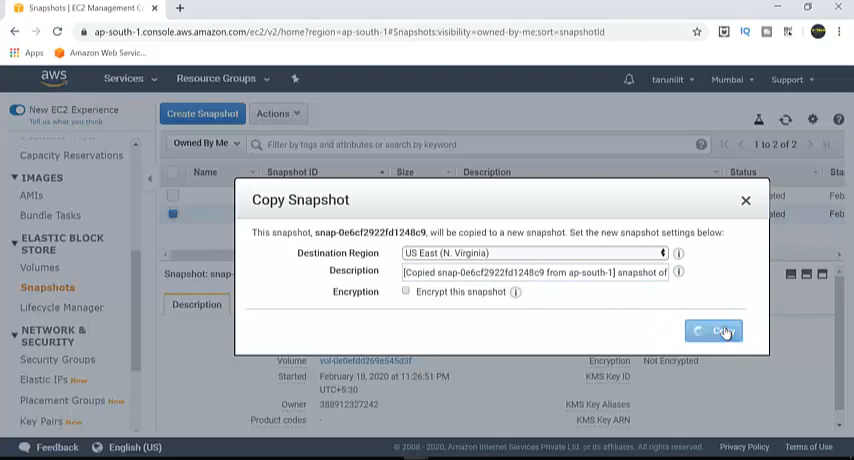 Snapshots | EC2 Management Co
ap-south-1.console.aws.amazon.com/ec2/v2/home?region=ap-south-1#Snapshots:visibility=owned-by-me;sort=snapshotId
IQ
Apps Amazon Web Servic...
aws Services Resource Groups taruniiit Mumbai Support
New EC2 Experience
Tell us what you think
Create Snapshot Actions
Capacity Reservations
Owned By Me Filter by tags and attributes or search by keyword 1 to 2 of 2
IMAGES
AMIs
Bundle Tasks
Name Snapshot ID Size Description Status Sta
ted Feb
ted Feb
Copy Snapshot
This snapshot, snap-0e6cf2922fd1248c9, will be copied to a new snapshot. Set the new snapshot settings below:
Destination Region US East (N. Virginia)
Description [Copied snap-0e6cf2922fd1248c9 from ap-south-1] snapshot of
Encryption Encrypt this snapshot
Copy
ELASTIC BLOCK
STORE
Volumes
Snapshots
Lifecycle Manager
Snapshot: snap-
Description
NETWORK &
SECURITY
Security Groups
Elastic IPs New
Placement Groups New
Key Pairs New
Volume vol-0e0efdd269e545d3f Encryption Not Encrypted
Started February 18, 2020 at 11:26:51 PM
UTC+5:30
KMS Key ID
Owner 388912327242 KMS Key Aliases
Product codes - KMS Key ARN
Feedback English (US) © 2008 - 2020, Amazon Internet Services Private Ltd. or its affiliates. All rights reserved. Privacy Policy Terms of Use